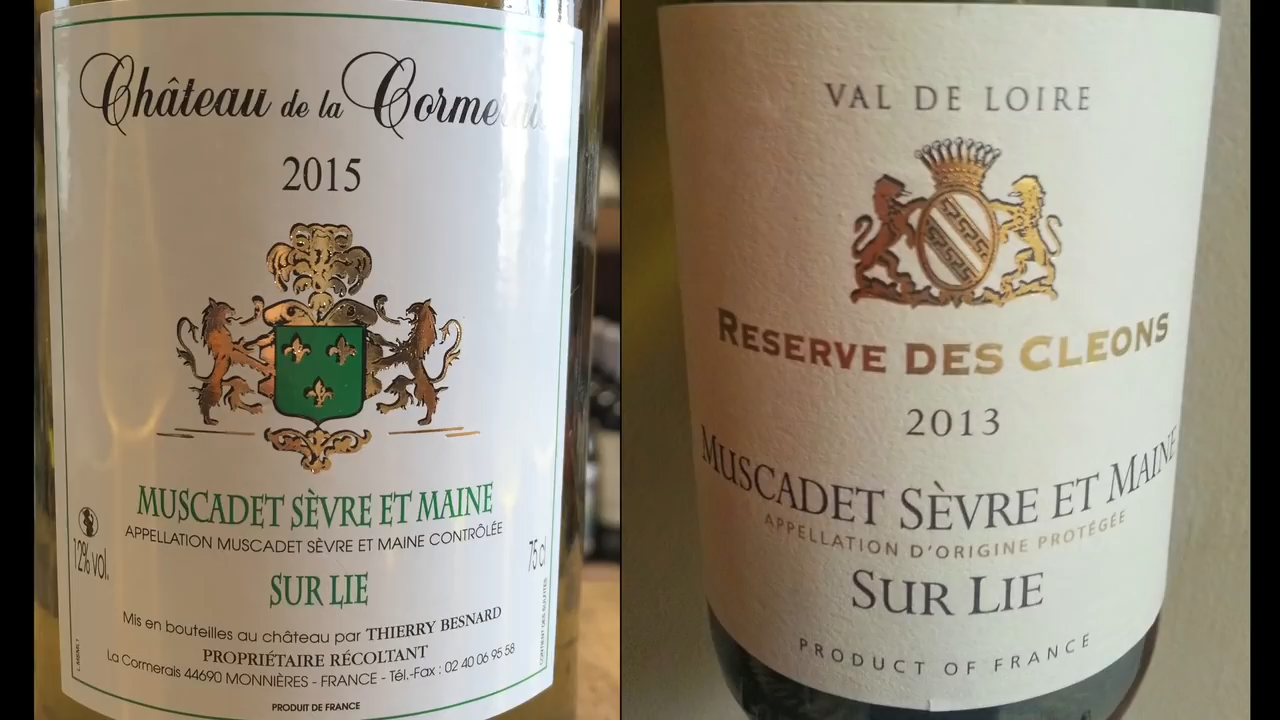 Château de la Cormerais
2015
MUSCADET SÈVRE ET MAINE
APPELLATION MUSCADET SÈVRE ET MAINE CONTRÔLÉE
12% vol.
75 cl
SUR LIE
Mis en bouteilles au château par THIERRY BESNARD
PROPRIÉTAIRE RÉCOLTANT
La Cormerais 44690 MONNIÈRES - FRANCE - Tél.-Fax : 02 40 06 95 58
PRODUIT DE FRANCE
CONTIENT DES SULFITES
VAL DE LOIRE
RESERVE DES CLEONS
2013
MUSCADET SÈVRE ET MAINE
APPELLATION D'ORIGINE PROTÉGÉE
SUR LIE
PRODUCT OF FRANCE